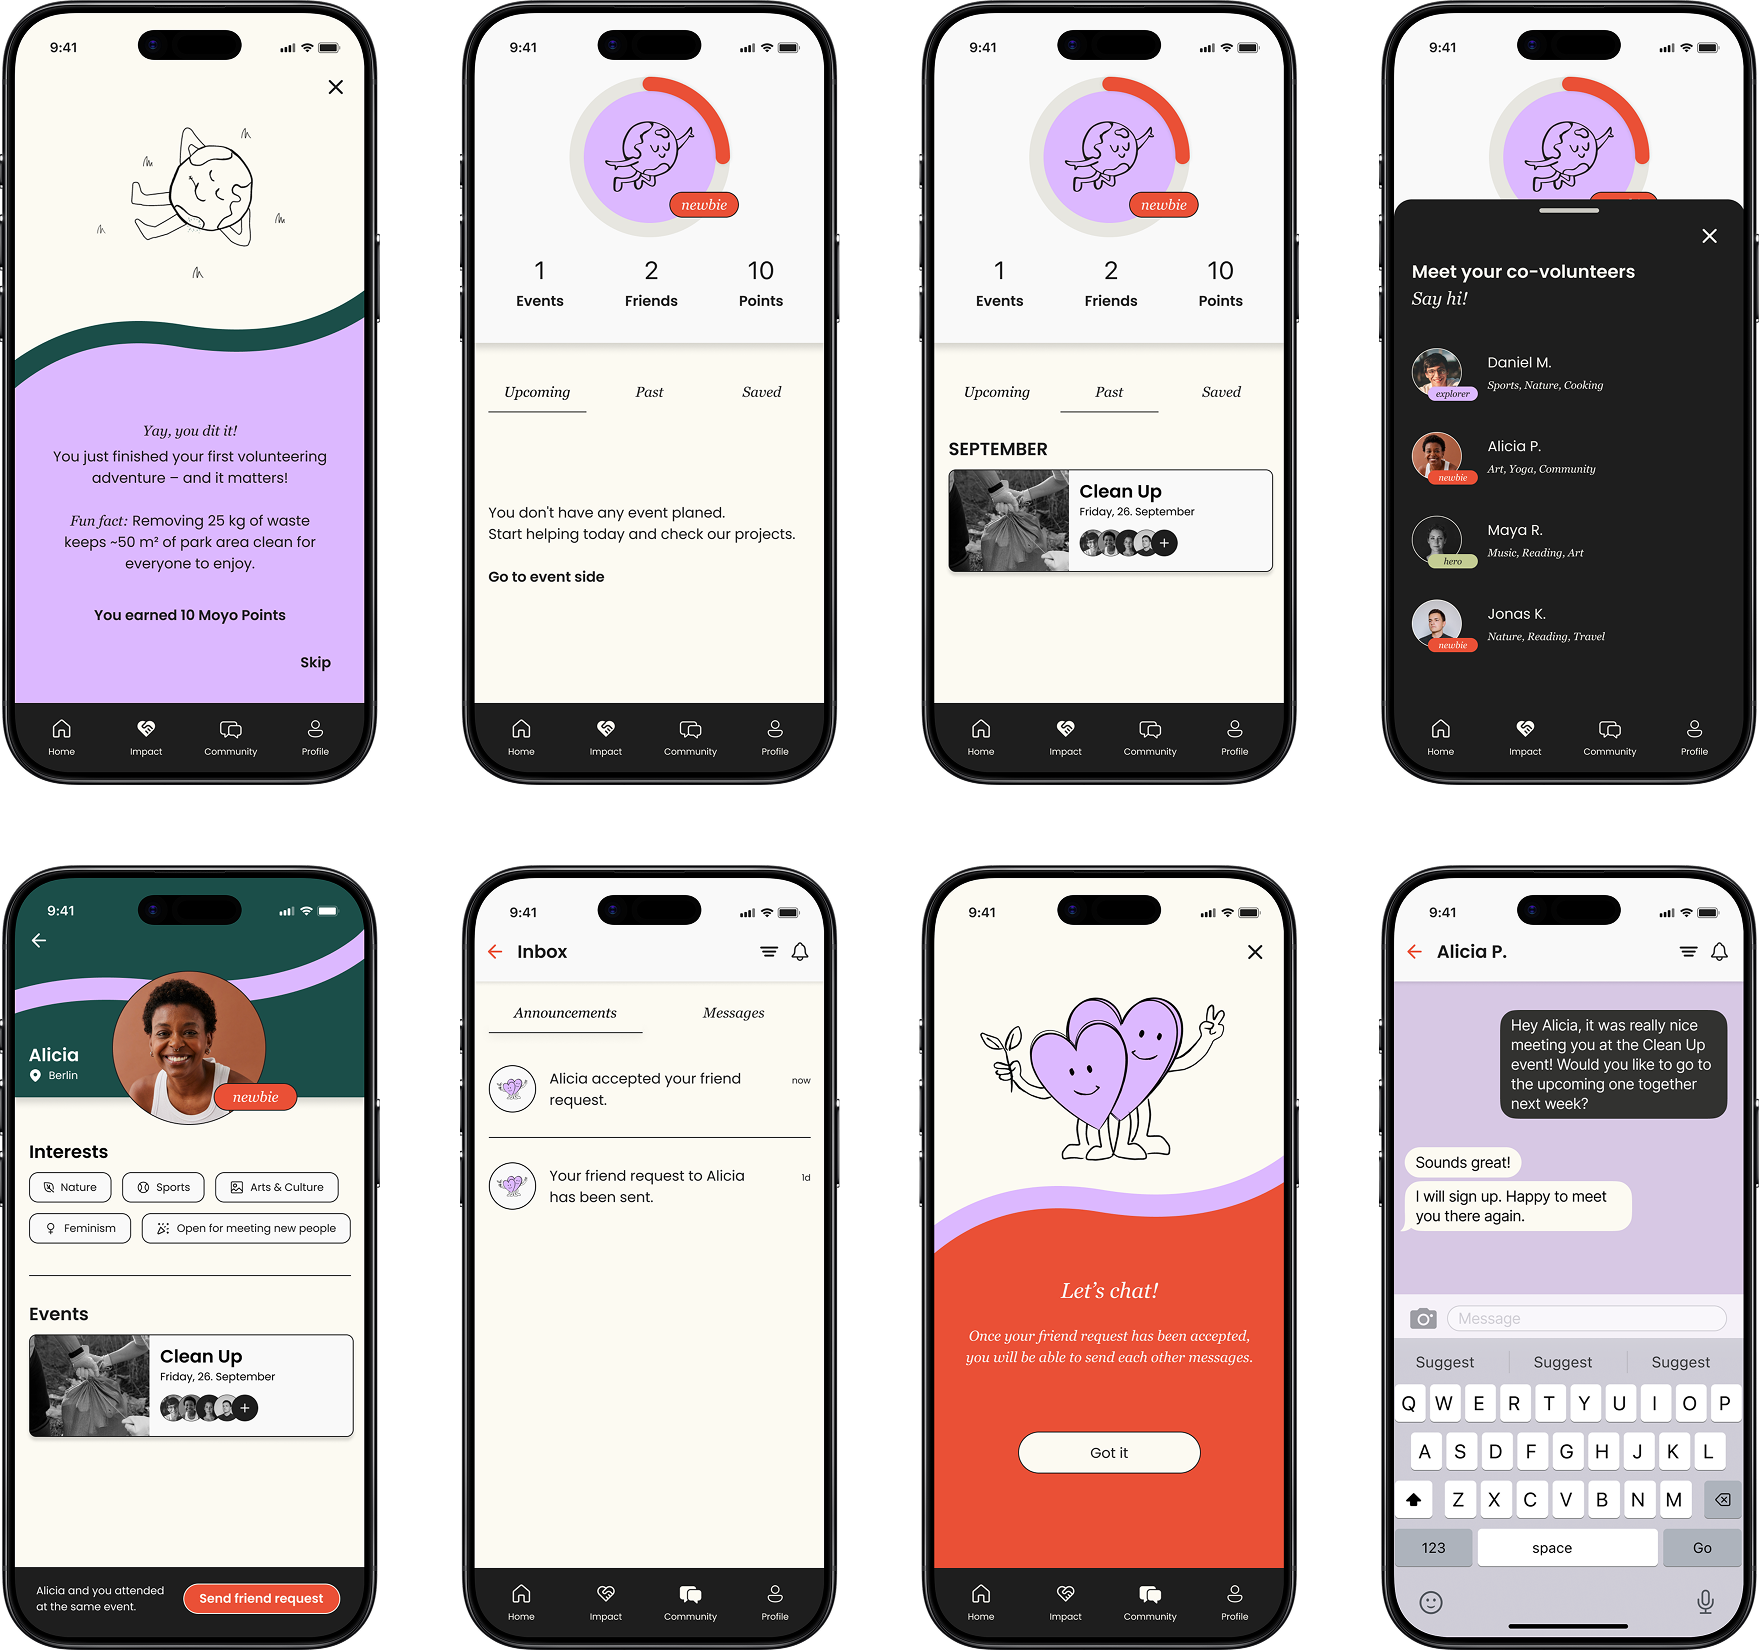 9:41
Yay, you dit it!
You just finished your first volunteering
adventure – and it matters!
Fun fact: Removing 25 kg of waste
keeps ~50 m² of park area clean for
everyone to enjoy.
You earned 10 Moyo Points
Skip
Home Impact Community Profile
9:41
newbie
1 2 10
Events Friends Points
Upcoming Past Saved
You don't have any event planed.
Start helping today and check our projects.
Go to event side
Home Impact Community Profile
9:41
newbie
1 2 10
Events Friends Points
Upcoming Past Saved
SEPTEMBER
Clean Up
Friday, 26. September
+
Home Impact Community Profile
9:41
Meet your co-volunteers
Say hi!
Daniel M.
Sports, Nature, Cooking
explorer
Alicia P.
Art, Yoga, Community
newbie
Maya R.
Music, Reading, Art
hero
Jonas K.
Nature, Reading, Travel
newbie
Home Impact Community Profile
9:41
Alicia
Berlin
newbie
Interests
Nature Sports Arts & Culture
Feminism Open for meeting new people
Events
Clean Up
Friday, 26. September
+
Alicia and you attended
at the same event.
Send friend request
9:41
Inbox
Announcements Messages
Alicia accepted your friend
request.
now
Your friend request to Alicia
has been sent.
1d
Home Impact Community Profile
9:41
Let's chat!
Once your friend request has been accepted,
you will be able to send each other messages.
Got it
Home Impact Community Profile
9:41
Alicia P.
Hey Alicia, it was really nice
meeting you at the Clean Up
event! Would you like to go to
the upcoming one together
next week?
Sounds great!
I will sign up. Happy to meet
you there again.
Message
Suggest Suggest Suggest
Q W E R T Y U I O P
A S D F G H J K L
Z X C V B N M
123 space Go